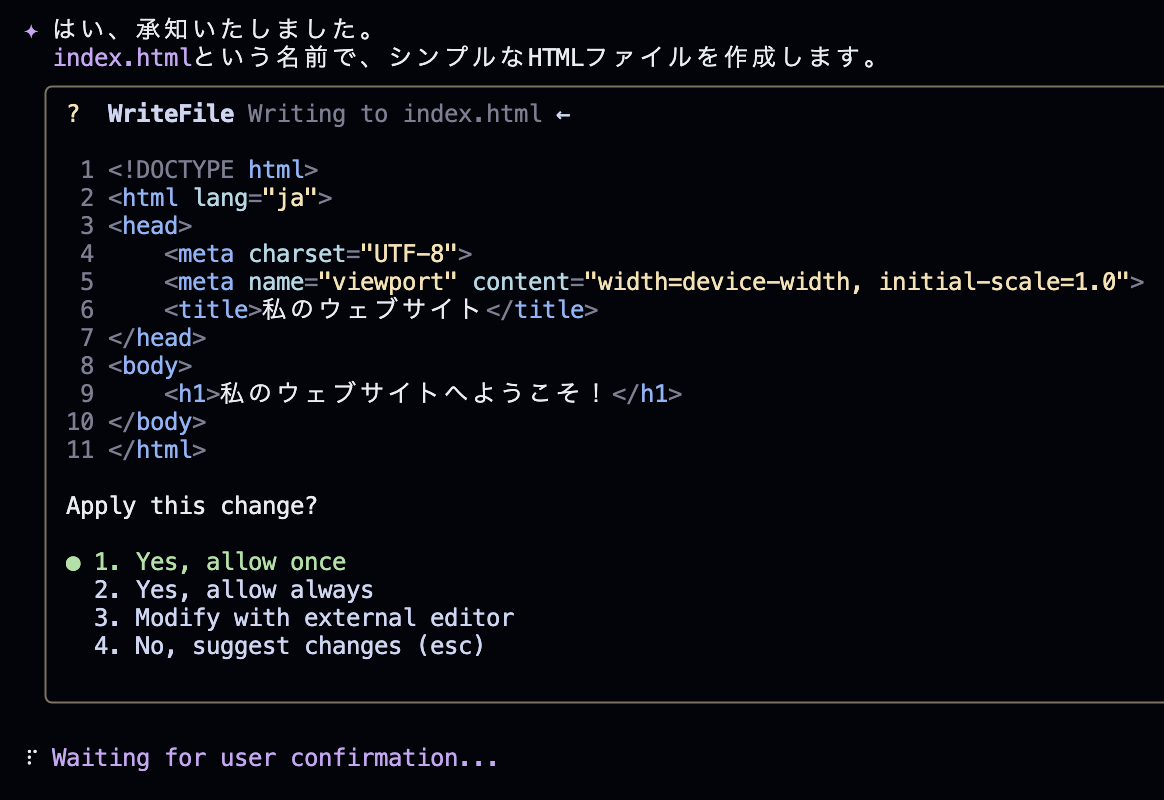 ✦ はい、承知いたしました。
index.htmlという名前で、シンプルなHTMLファイルを作成します。
? WriteFile Writing to index.html ←
1 <!DOCTYPE html>
2 <html lang="ja">
3 <head>
4     <meta charset="UTF-8">
5     <meta name="viewport" content="width=device-width, initial-scale=1.0">
6     <title>私のウェブサイト</title>
7 </head>
8 <body>
9     <h1>私のウェブサイトへようこそ！</h1>
10 </body>
11 </html>
Apply this change?
● 1. Yes, allow once
2. Yes, allow always
3. Modify with external editor
4. No, suggest changes (esc)
⠏ Waiting for user confirmation...